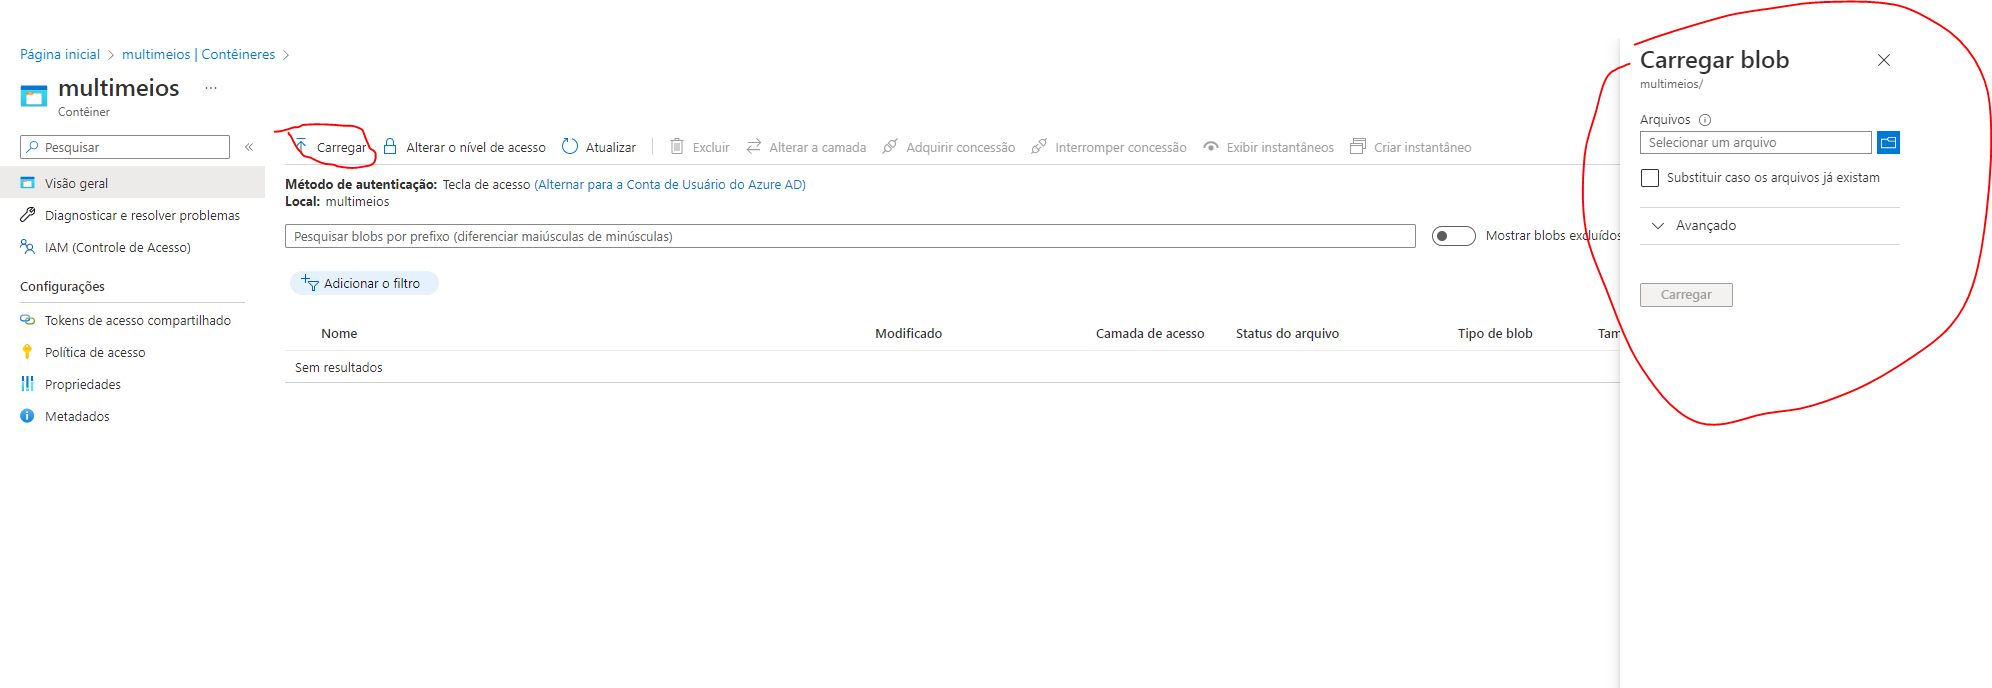 Página inicial > multimeios | Contêineres >
multimeios ...
Contêiner
Pesquisar «
Visão geral
Diagnosticar e resolver problemas
IAM (Controle de Acesso)
Configurações
Tokens de acesso compartilhado
Política de acesso
Propriedades
Metadados
Carregar Alterar o nível de acesso Atualizar Excluir Alterar a camada Adquirir concessão Interromper concessão Exibir instantâneos Criar instantâneo
Método de autenticação: Tecla de acesso (Alternar para a Conta de Usuário do Azure AD)
Local: multimeios
Pesquisar blobs por prefixo (diferenciar maiúsculas de minúsculas) Mostrar blobs excluídos
Adicionar o filtro
Nome Modificado Camada de acesso Status do arquivo Tipo de blob Tam
Sem resultados
Carregar blob
multimeios/
Arquivos
Selecionar um arquivo
Substituir caso os arquivos já existam
Avançado
Carregar